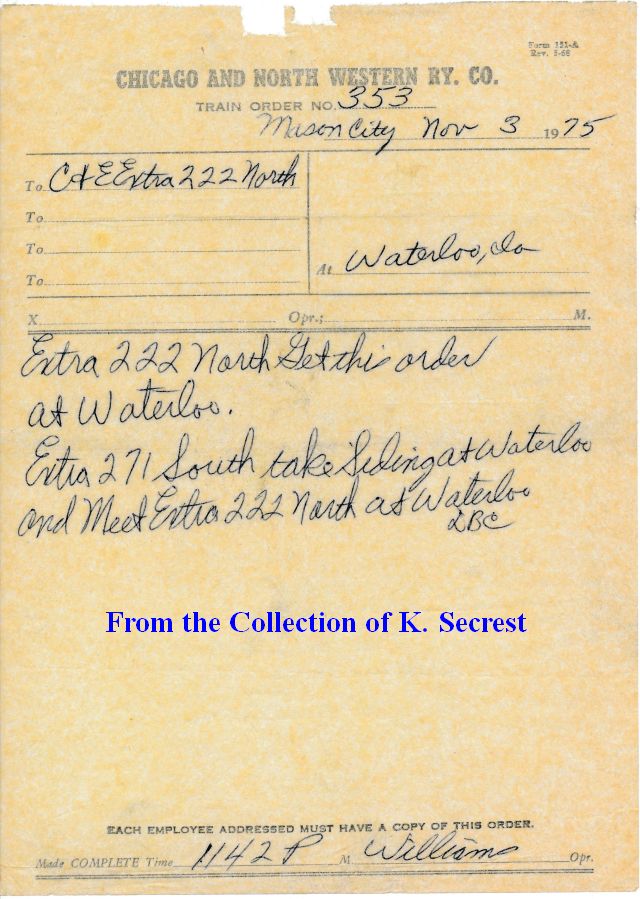 Form 151-A
Rev. 5-68
CHICAGO AND NORTH WESTERN RY. CO.
TRAIN ORDER NO. 353
Mason City Nov 3 1975
To C&E Extra 222 North
To
To
To
At Waterloo, Ia
X Opr.; M.
Extra 222 North Get this order
at Waterloo.
Extra 271 South take Siding at Waterloo
and Meet Extra 222 North at Waterloo
LBC
From the Collection of K. Secrest
EACH EMPLOYEE ADDRESSED MUST HAVE A COPY OF THIS ORDER.
Made COMPLETE Time 1142 P M Williams Opr.